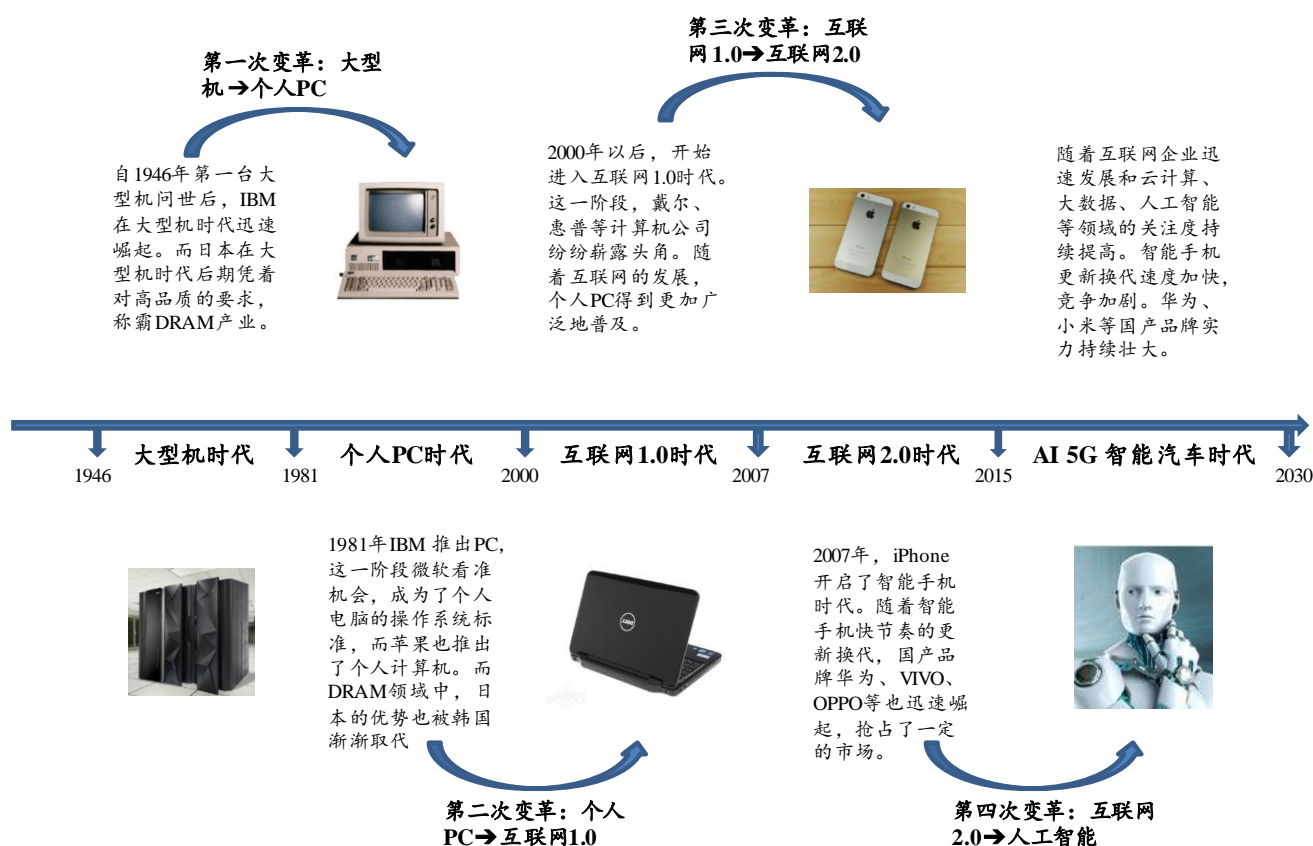 第一次变革：大型
机➔个人PC
第三次变革：互联
网1.0➔互联网2.0
自1946年第一台大
型机问世后，IBM
在大型机时代迅速
崛起。而日本在大
型机时代后期凭着
对高品质的要求，
称霸DRAM产业。
2000年以后，开始
进入互联网1.0时代。
这一阶段，戴尔、
惠普等计算机公司
纷纷崭露头角。随
着互联网的发展，
个人PC得到更加广
泛地普及。
随着互联网企业迅
速发展和云计算、
大数据、人工智能
等领域的关注度持
续提高。智能手机
更新换代速度加快，
竞争加剧。华为、
小米等国产品牌实
力持续壮大。
大型机时代
个人PC时代
互联网1.0时代
互联网2.0时代
AI 5G 智能汽车时代
1946
1981
2000
2007
2015
2030
1981年IBM 推出PC，
这一阶段微软看准
机会，成为了个人
电脑的操作系统标
准，而苹果也推出
了个人计算机。而
DRAM领域中，日
本的优势也被韩国
渐渐取代
DELL
2007年，iPhone
开启了智能手机
时代。随着智能
手机快节奏的更
新换代，国产品
牌华为、VIVO、
OPPO等也迅速崛
起，抢占了一定
的市场。
第二次变革：个人
PC➔互联网1.0
第四次变革：互联网
2.0➔人工智能